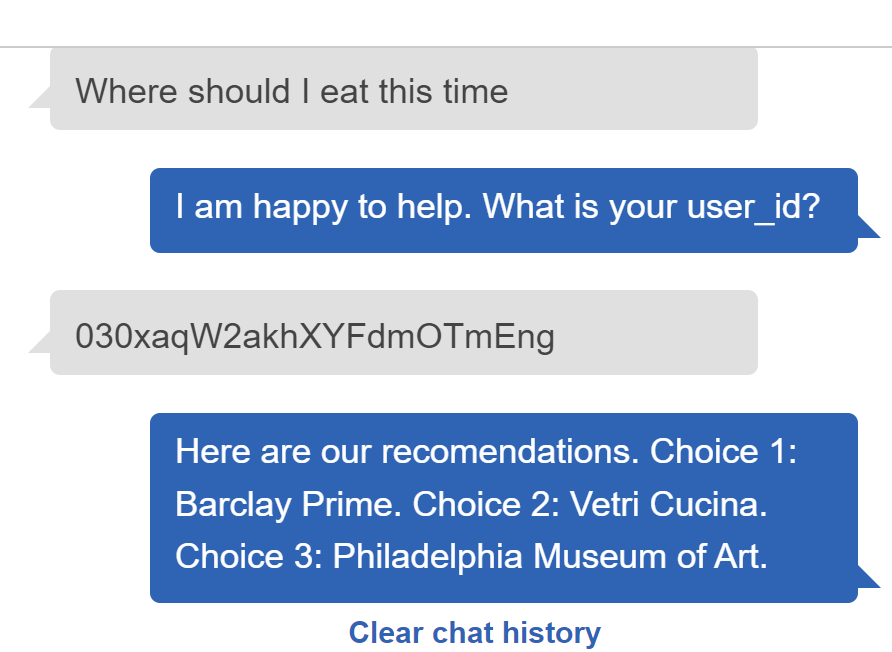 Where should I eat this time
I am happy to help. What is your user_id?
030xaqW2akhXYFdmOTmEng
Here are our recomendations. Choice 1:
Barclay Prime. Choice 2: Vetri Cucina.
Choice 3: Philadelphia Museum of Art.
Clear chat history